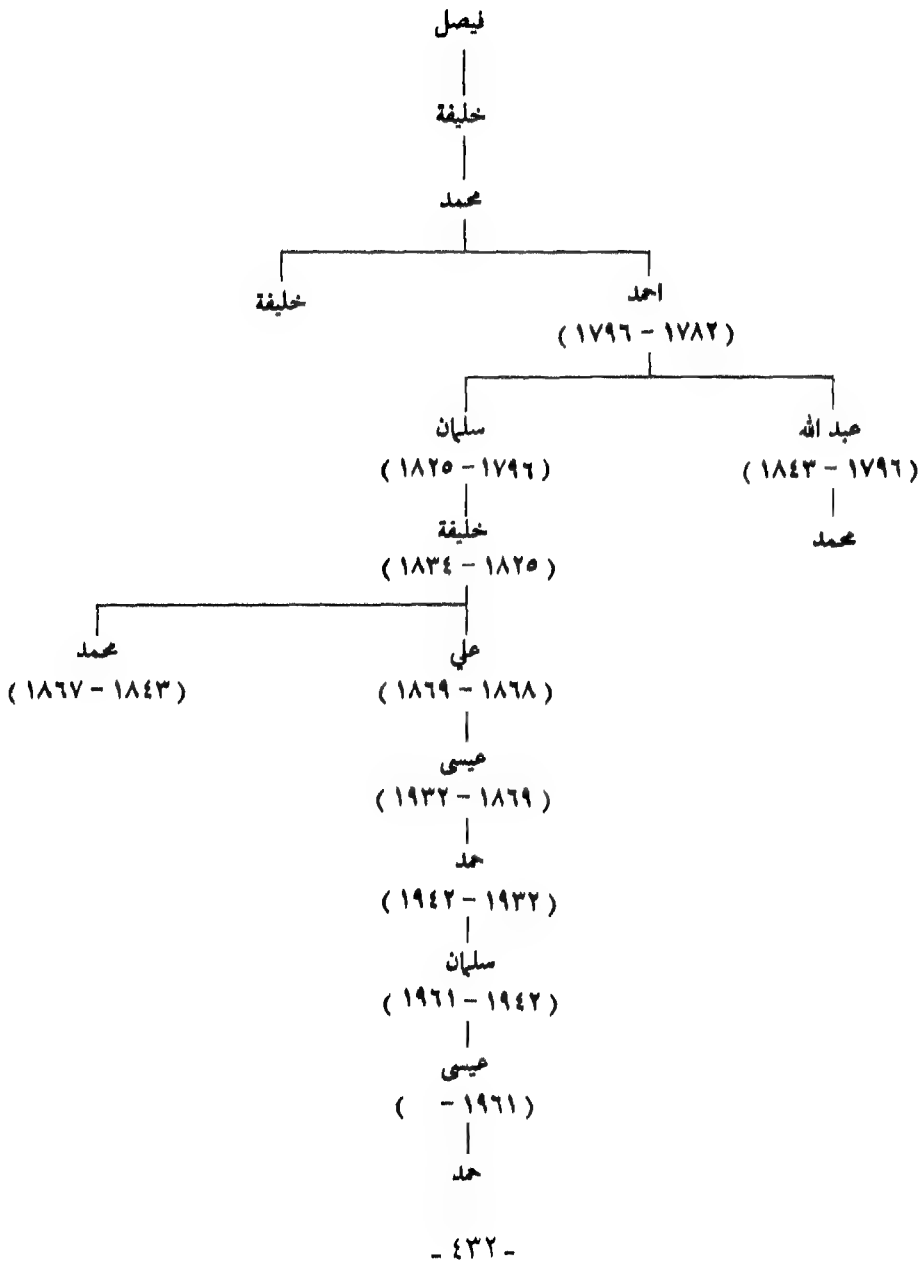 فيصل
خليفة
محمد
احمد
خليفة
(١٧٨٢ – ١٧٩٦)
عبد الله
سلمان
(١٧٩٦ – ١٨٤٣)
(١٧٩٦–١٨٢٥)
خليفة
محمد
(١٨٢٥ – ١٨٣٤)
علي
محمد
(١٨٦٨ – ١٨٦٩)
(١٨٤٣ – ١٨٦٧)
عيسى
(١٨٦٩ – ١٩٣٢)
حمد
(١٩٣٢ – ١٩٤٢)
سلمان
(١٩٤٢ – ١٩٦١)
عيسى
(١٩٦١ – )
حمد
- ٤٣٢ -